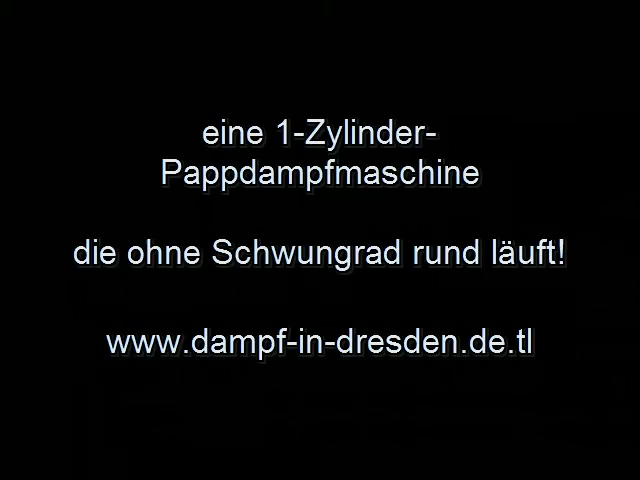 eine 1-Zylinder-
Pappdampfmaschine
die ohne Schwungrad rund läuft!
www.dampf-in-dresden.de.tl